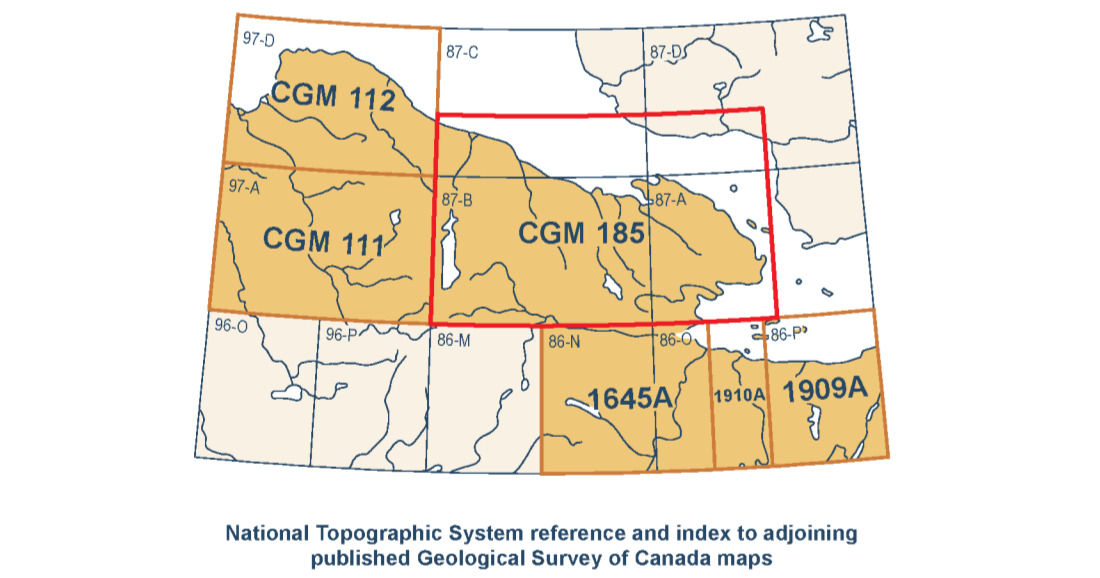 97-D
87-C
87-D
CGM 112
97-A
87-B
87-A
CGM 111
CGM 185
96-O
96-P
86-M
86-N
86-O
86-P
1645A
1910A
1909A
National Topographic System reference and index to adjoining
published Geological Survey of Canada maps